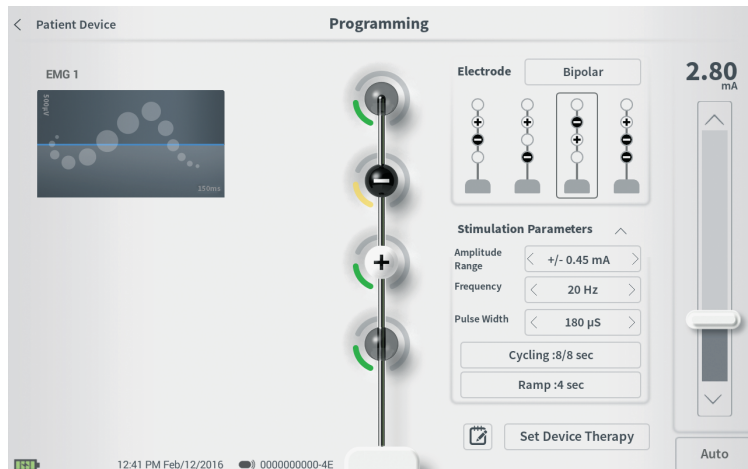 Patient Device
Programming
EMG 1
500µV
150ms
Electrode
Bipolar
2.80
mA
Stimulation Parameters
Amplitude
Range
+/- 0.45 mA
Frequency
20 Hz
Pulse Width
180 µS
Cycling :8/8 sec
Ramp :4 sec
Set Device Therapy
Auto
12:41 PM Feb/12/2016
0000000000-4E